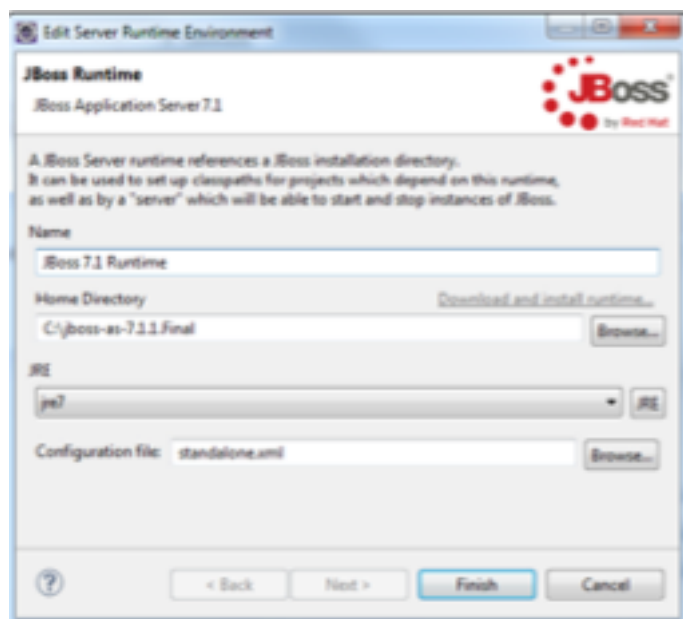 Edit Server Runtime Environment
JBoss Runtime
JBoss Application Server 7.1
JBoss
by Red Hat
A JBoss Server runtime references a JBoss installation directory.
It can be used to set up classpaths for projects which depend on this runtime,
as well as by a "server" which will be able to start and stop instances of JBoss.
Name
JBoss 7.1 Runtime
Home Directory
Download and install runtime...
C:\jboss-as-7.1.1.Final
Browse...
JRE
jre7
JRE
Configuration file:
standalone.xml
Browse...
?
< Back
Next >
Finish
Cancel